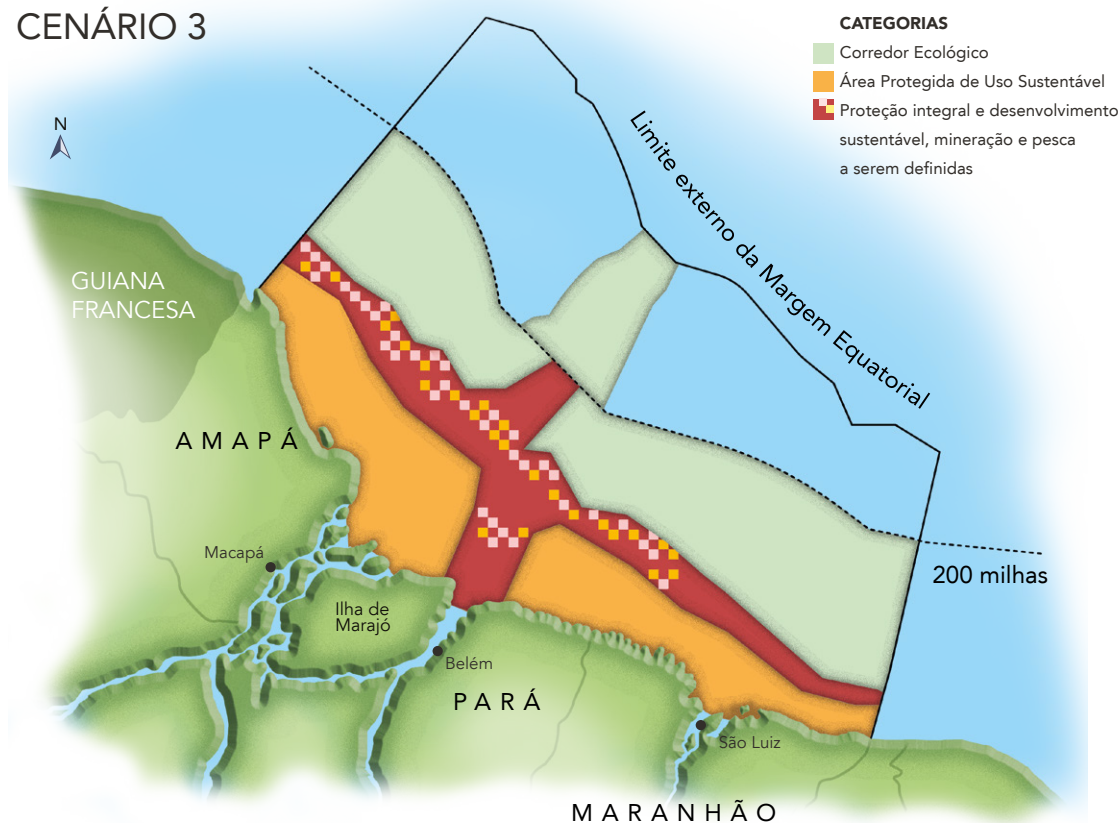 CENÁRIO 3
CATEGORIAS
Corredor Ecológico
Área Protegida de Uso Sustentável
Proteção integral e desenvolvimento
sustentável, mineração e pesca
a serem definidas
N
Limite externo da Margem Equatorial
GUIANA
FRANCESA
AMAPÁ
Macapá
200 milhas
Ilha de
Marajó
Belém
PARÁ
São Luiz
MARANHÃO